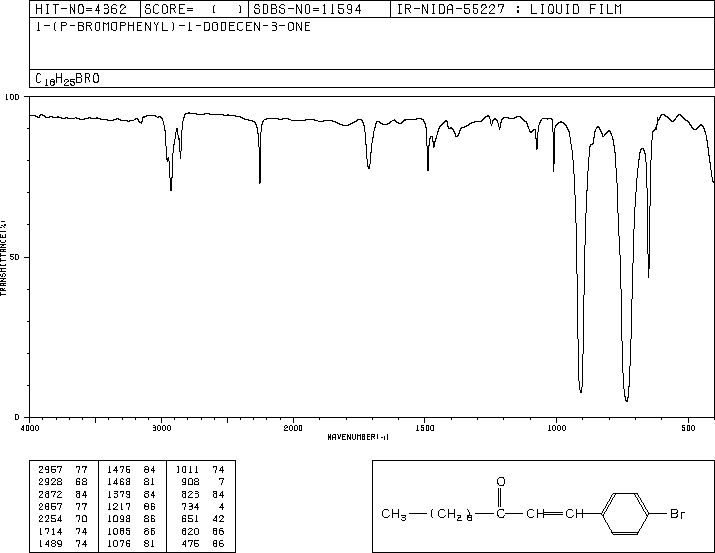 HIT-NO=4362 SCORE= ( ) SDBS-NO=11594 IR-NIDA-55227 : LIQUID FILM
1-(P-BROMOPHENYL)-1-DODECEN-3-ONE
C18H25BRO
100
50
0
TRANSMITTANCE(%)
4000 3000 2000 1500 1000 500
WAVENUMBER(-1)
2957 77 1476 84 1011 74
2928 68 1468 81 908 7
2872 84 1379 84 823 84
2857 77 1217 86 734 4
2254 70 1098 86 651 42
1714 74 1085 86 620 86
1489 74 1076 81 476 86
O
CH3 (CH2)8 C CH CH Br